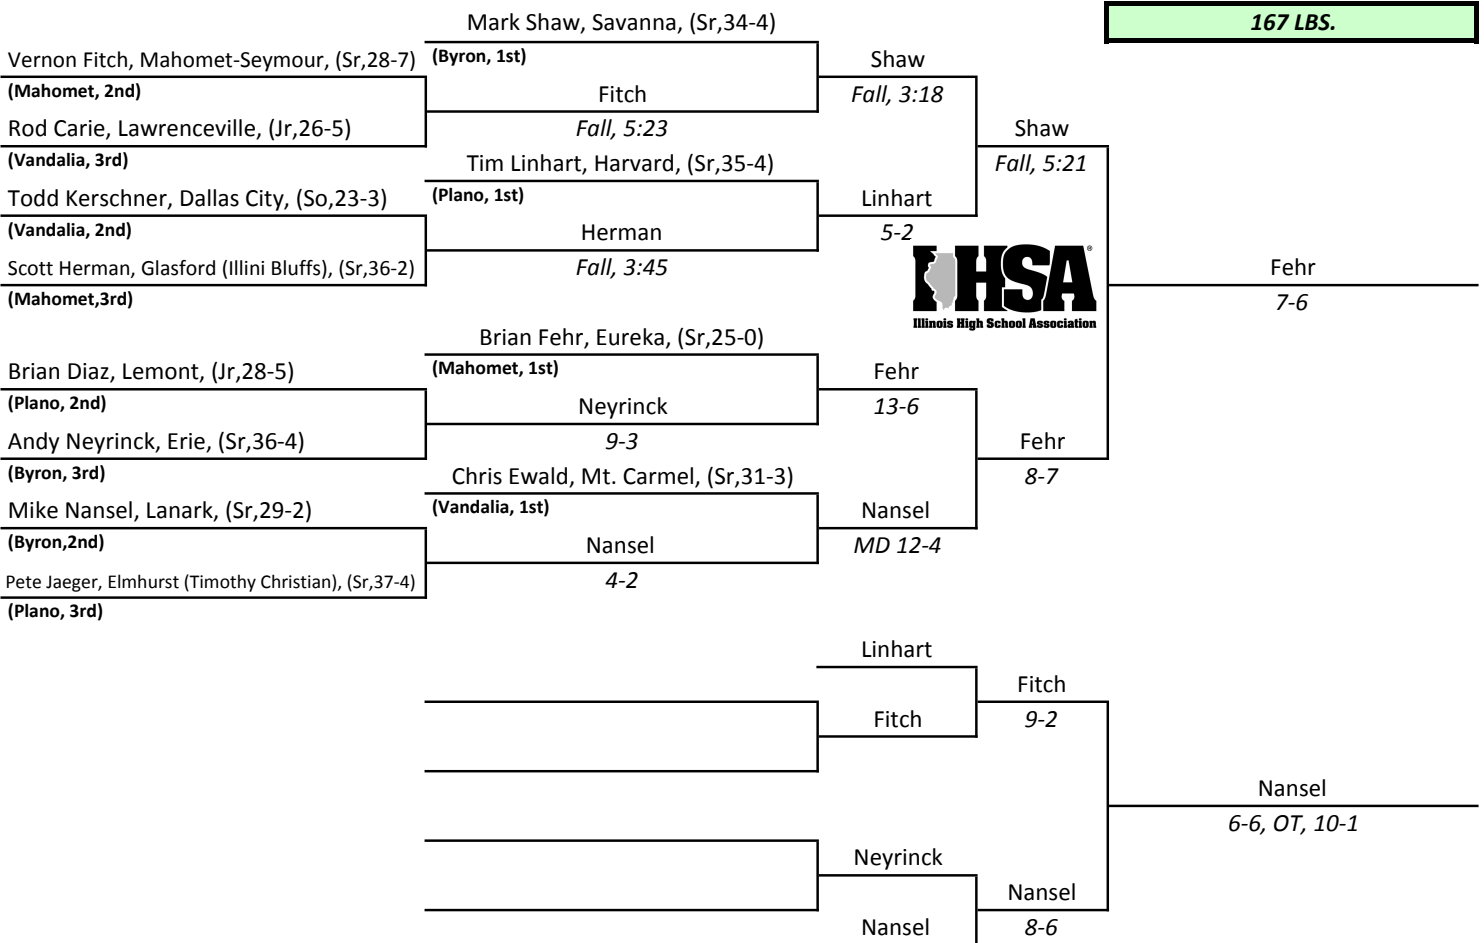 Mark Shaw, Savanna, (Sr,34-4)
167 LBS.
Vernon Fitch, Mahomet-Seymour, (Sr,28-7)
(Byron, 1st)
Shaw
(Mahomet, 2nd)
Fitch
Fall, 3:18
Rod Carie, Lawrenceville, (Jr,26-5)
Fall, 5:23
Shaw
(Vandalia, 3rd)
Tim Linhart, Harvard, (Sr,35-4)
Fall, 5:21
Todd Kerschner, Dallas City, (So,23-3)
(Plano, 1st)
Linhart
(Vandalia, 2nd)
Herman
5-2
Scott Herman, Glasford (Illini Bluffs), (Sr,36-2)
Fall, 3:45
IHSA®
Fehr
(Mahomet,3rd)
7-6
Illinois High School Association
Brian Fehr, Eureka, (Sr,25-0)
Brian Diaz, Lemont, (Jr,28-5)
(Mahomet, 1st)
Fehr
(Plano, 2nd)
Neyrinck
13-6
Andy Neyrinck, Erie, (Sr,36-4)
9-3
Fehr
(Byron, 3rd)
Chris Ewald, Mt. Carmel, (Sr,31-3)
8-7
Mike Nansel, Lanark, (Sr,29-2)
(Vandalia, 1st)
Nansel
(Byron,2nd)
Nansel
MD 12-4
Pete Jaeger, Elmhurst (Timothy Christian), (Sr,37-4)
4-2
(Plano, 3rd)
Linhart
Fitch
Fitch
9-2
Nansel
6-6, OT, 10-1
Neyrinck
Nansel
Nansel
8-6